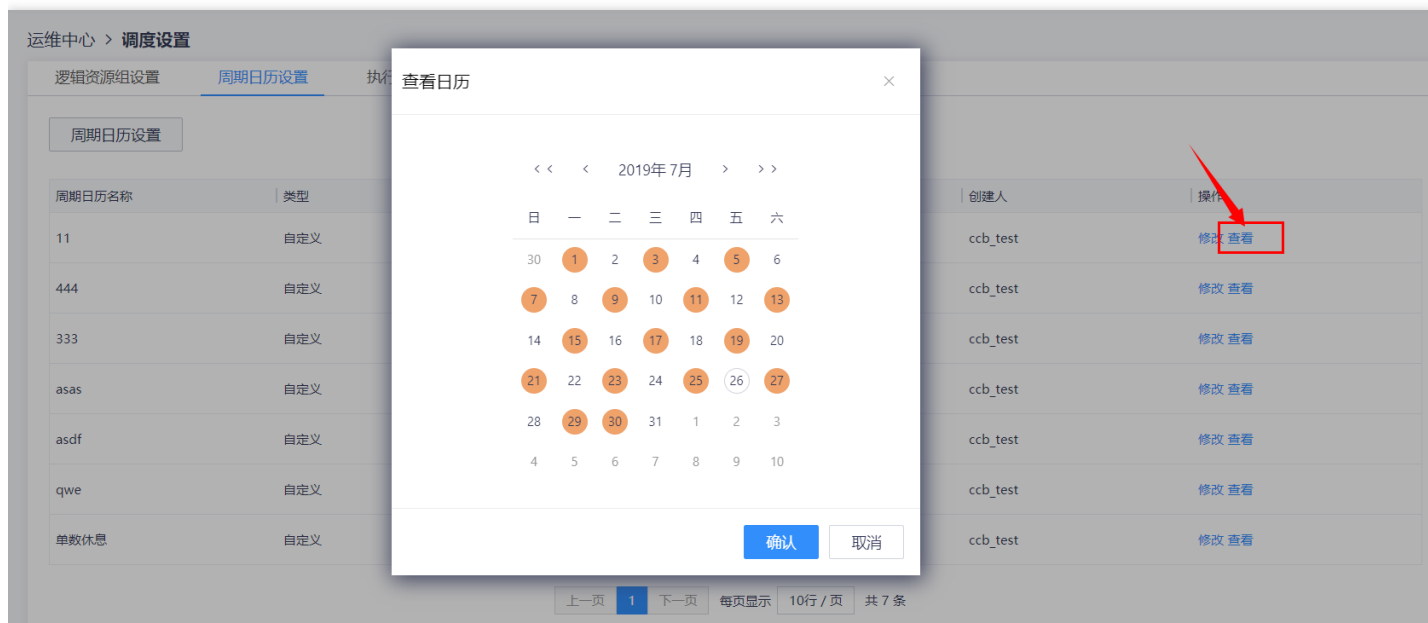 运维中心 > 调度设置
逻辑资源组设置 周期日历设置 执行
周期日历设置
周期日历名称 类型 创建人 操作
11 自定义 ccb_test 修改 查看
444 自定义 ccb_test 修改 查看
333 自定义 ccb_test 修改 查看
asas 自定义 ccb_test 修改 查看
asdf 自定义 ccb_test 修改 查看
qwe 自定义 ccb_test 修改 查看
单数休息 自定义 ccb_test 修改 查看
上一页 1 下一页 每页显示 10行 / 页 共 7 条
查看日历 ×
<< < 2019年 7月 > >>
日 一 二 三 四 五 六
30 1 2 3 4 5 6
7 8 9 10 11 12 13
14 15 16 17 18 19 20
21 22 23 24 25 26 27
28 29 30 31 1 2 3
4 5 6 7 8 9 10
确认 取消